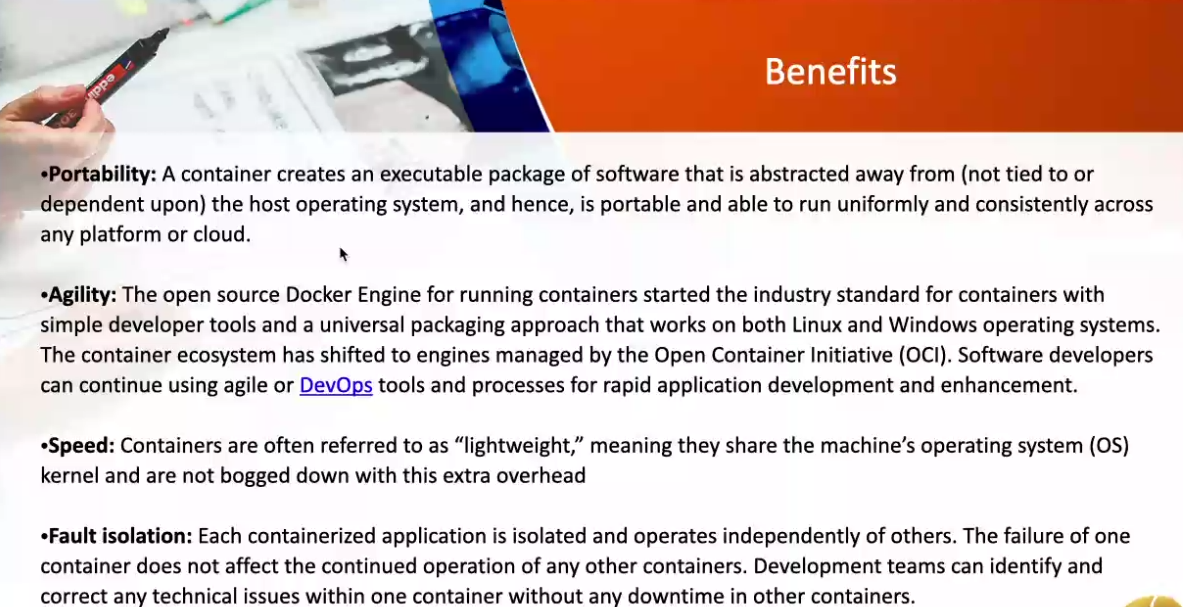 Benefits
•Portability: A container creates an executable package of software that is abstracted away from (not tied to or
dependent upon) the host operating system, and hence, is portable and able to run uniformly and consistently across
any platform or cloud.
•Agility: The open source Docker Engine for running containers started the industry standard for containers with
simple developer tools and a universal packaging approach that works on both Linux and Windows operating systems.
The container ecosystem has shifted to engines managed by the Open Container Initiative (OCI). Software developers
can continue using agile or DevOps tools and processes for rapid application development and enhancement.
•Speed: Containers are often referred to as “lightweight,” meaning they share the machine’s operating system (OS)
kernel and are not bogged down with this extra overhead
•Fault isolation: Each containerized application is isolated and operates independently of others. The failure of one
container does not affect the continued operation of any other containers. Development teams can identify and
correct any technical issues within one container without any downtime in other containers.